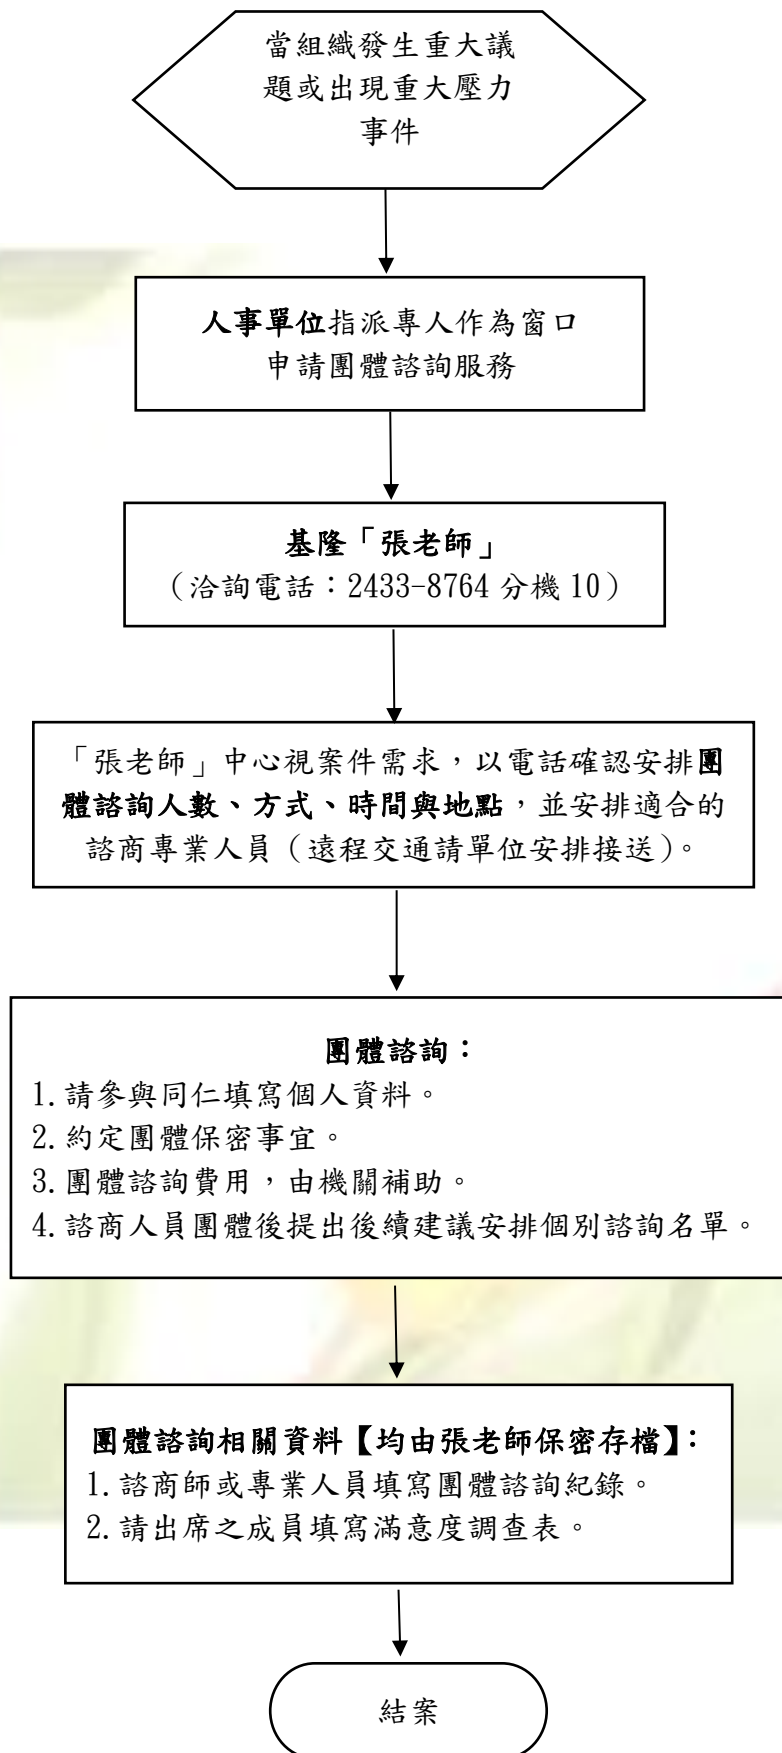 當組織發生重大議
題或出現重大壓力
事件
人事單位指派專人作為窗口
申請團體諮詢服務
基隆「張老師」
（洽詢電話：2433-8764 分機 10）
「張老師」中心視案件需求，以電話確認安排團
體諮詢人數、方式、時間與地點，並安排適合的
諮商專業人員（遠程交通請單位安排接送）。
團體諮詢：
1.請參與同仁填寫個人資料。
2.約定團體保密事宜。
3.團體諮詢費用，由機關補助。
4.諮商人員團體後提出後續建議安排個別諮詢名單。
團體諮詢相關資料【均由張老師保密存檔】：
1.諮商師或專業人員填寫團體諮詢紀錄。
2.請出席之成員填寫滿意度調查表。
結案